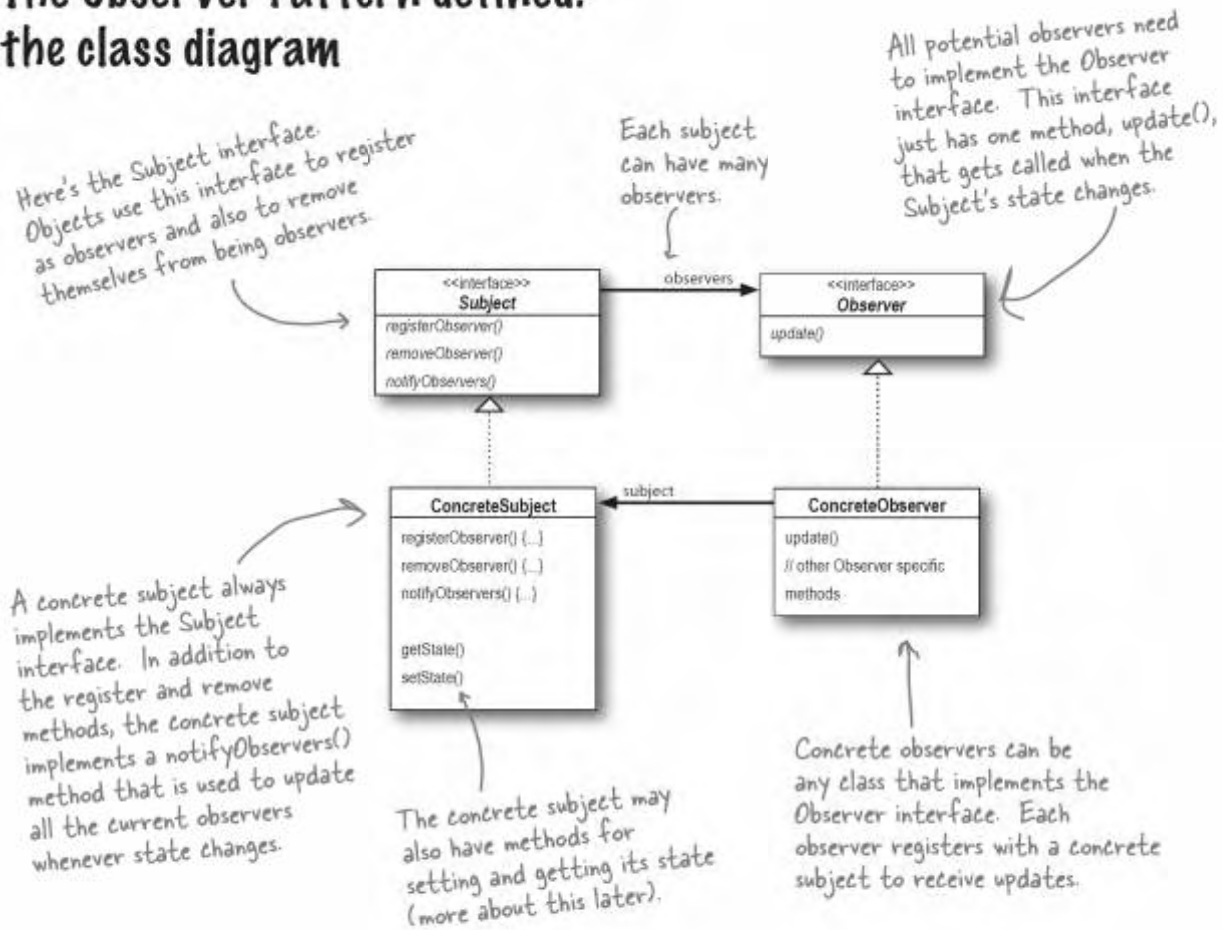 the class diagram
Here's the Subject interface.
Objects use this interface to register
as observers and also to remove
themselves from being observers.
Each subject
can have many
observers.
All potential observers need
to implement the Observer
interface. This interface
just has one method, update(),
that gets called when the
Subject's state changes.
<<interface>>
Subject
registerObserver()
removeObserver()
notifyObservers()
observers
<<interface>>
Observer
update()
ConcreteSubject
registerObserver() {...}
removeObserver() {...}
notifyObservers() {...}
getState()
setState()
subject
ConcreteObserver
update()
// other Observer specific
methods
A concrete subject always
implements the Subject
interface. In addition to
the register and remove
methods, the concrete subject
implements a notifyObservers()
method that is used to update
all the current observers
whenever state changes.
The concrete subject may
also have methods for
setting and getting its state
(more about this later).
Concrete observers can be
any class that implements the
Observer interface. Each
observer registers with a concrete
subject to receive updates.